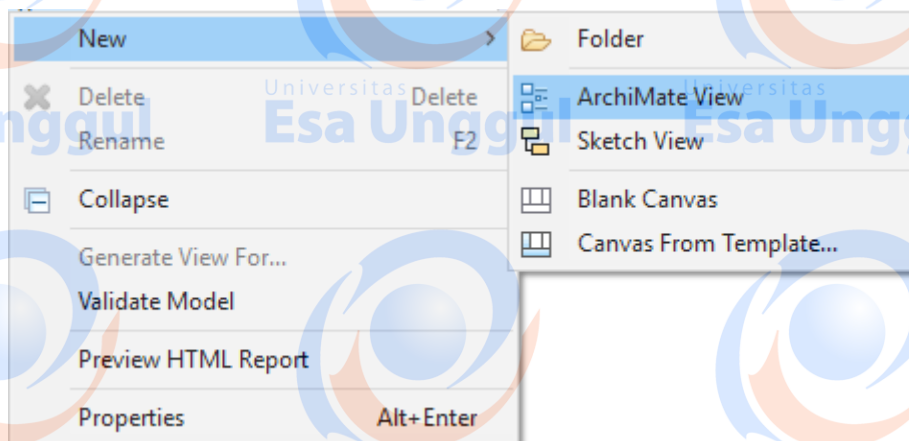 New
Delete Delete
Rename F2
Collapse
Generate View For...
Validate Model
Preview HTML Report
Properties Alt+Enter
Folder
ArchiMate View
Sketch View
Blank Canvas
Canvas From Template...
Universitas
Esa Unggul
Universitas
Esa Ungg
nggul